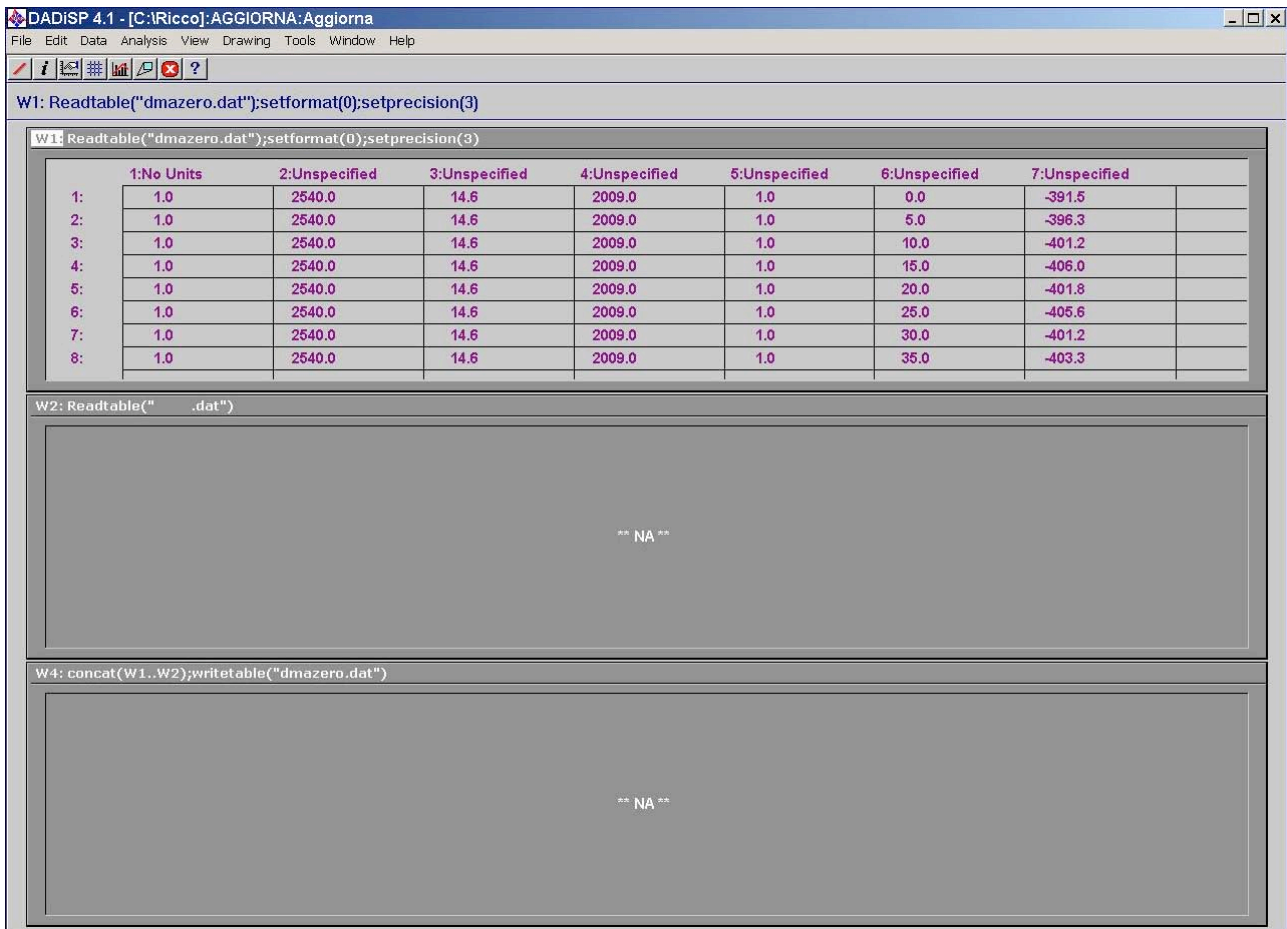 DADiSP 4.1 - [C:\Ricco]:AGGIORNA:Aggiorna
File Edit Data Analysis View Drawing Tools Window Help
i ?
W1: Readtable("dmazero.dat");setformat(0);setprecision(3)
W1: Readtable("dmazero.dat");setformat(0);setprecision(3)
1:No Units 2:Unspecified 3:Unspecified 4:Unspecified 5:Unspecified 6:Unspecified 7:Unspecified
1: 1.0 2540.0 14.6 2009.0 1.0 0.0 -391.5
2: 1.0 2540.0 14.6 2009.0 1.0 5.0 -396.3
3: 1.0 2540.0 14.6 2009.0 1.0 10.0 -401.2
4: 1.0 2540.0 14.6 2009.0 1.0 15.0 -406.0
5: 1.0 2540.0 14.6 2009.0 1.0 20.0 -401.8
6: 1.0 2540.0 14.6 2009.0 1.0 25.0 -405.6
7: 1.0 2540.0 14.6 2009.0 1.0 30.0 -401.2
8: 1.0 2540.0 14.6 2009.0 1.0 35.0 -403.3
W2: Readtable(" .dat")
** NA **
W4: concat(W1..W2);writetable("dmazero.dat")
** NA **